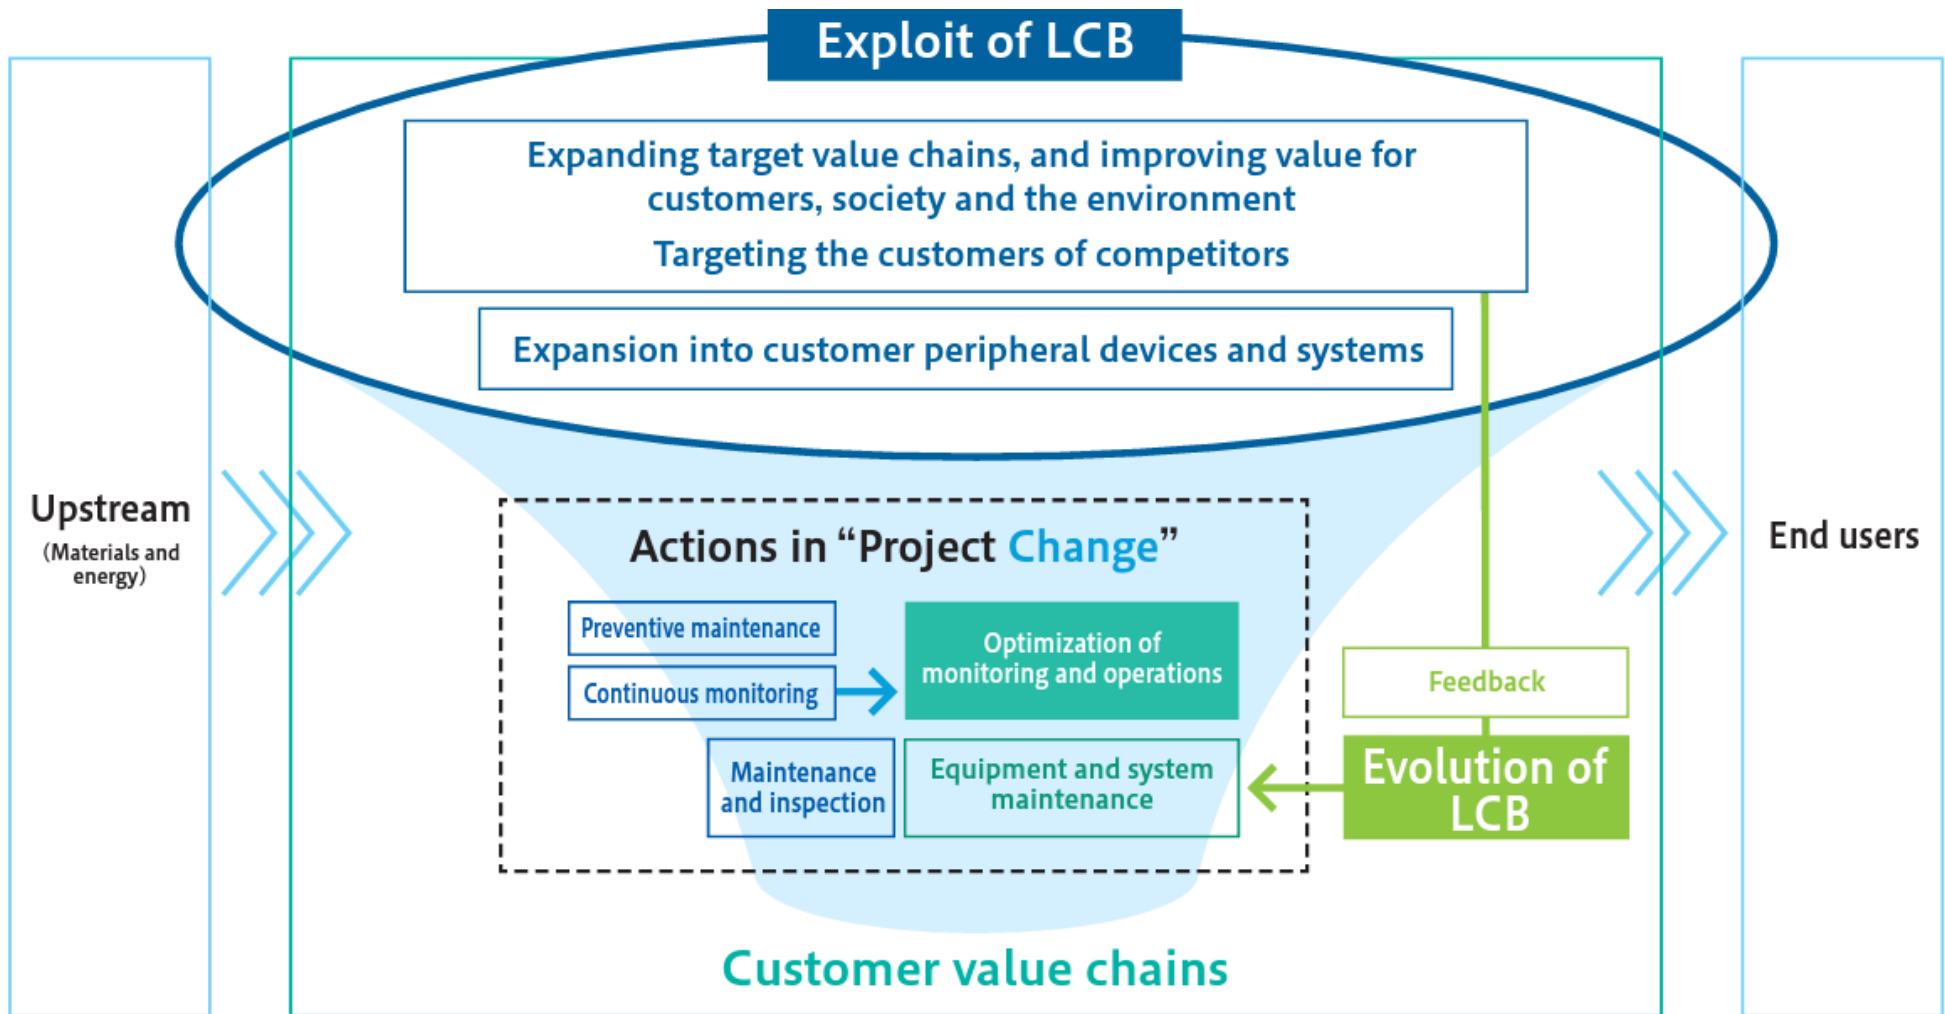 Exploit of LCB
Expanding target value chains, and improving value for
customers, society and the environment
Targeting the customers of competitors
Expansion into customer peripheral devices and systems
Upstream
(Materials and
energy)
Actions in “Project Change”
Preventive maintenance
Continuous monitoring
Optimization of
monitoring and operations
Maintenance
and inspection
Equipment and system
maintenance
Feedback
Evolution of
LCB
End users
Customer value chains